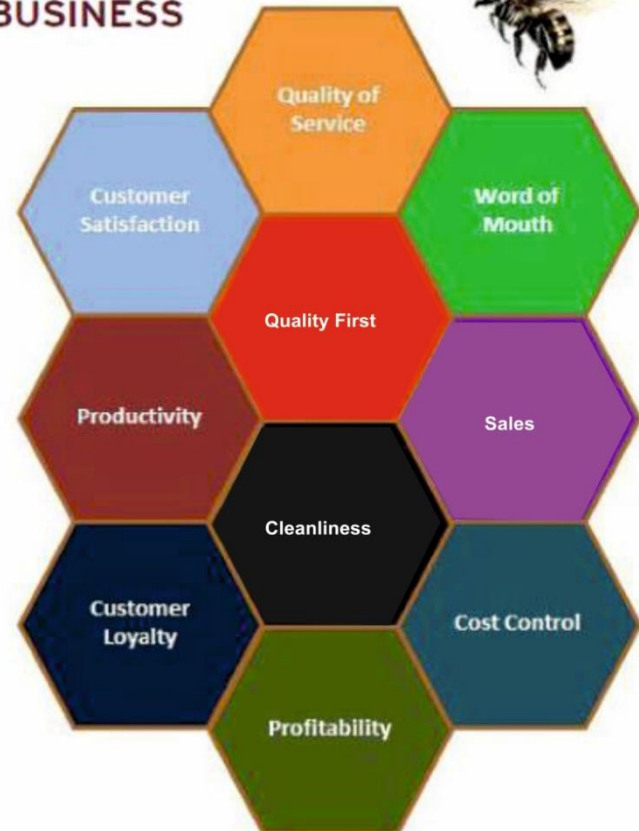 BUSINESS
Quality of
Service
Customer
Satisfaction
Word of
Mouth
Quality First
Productivity
Sales
Cleanliness
Customer
Loyalty
Cost Control
Profitability